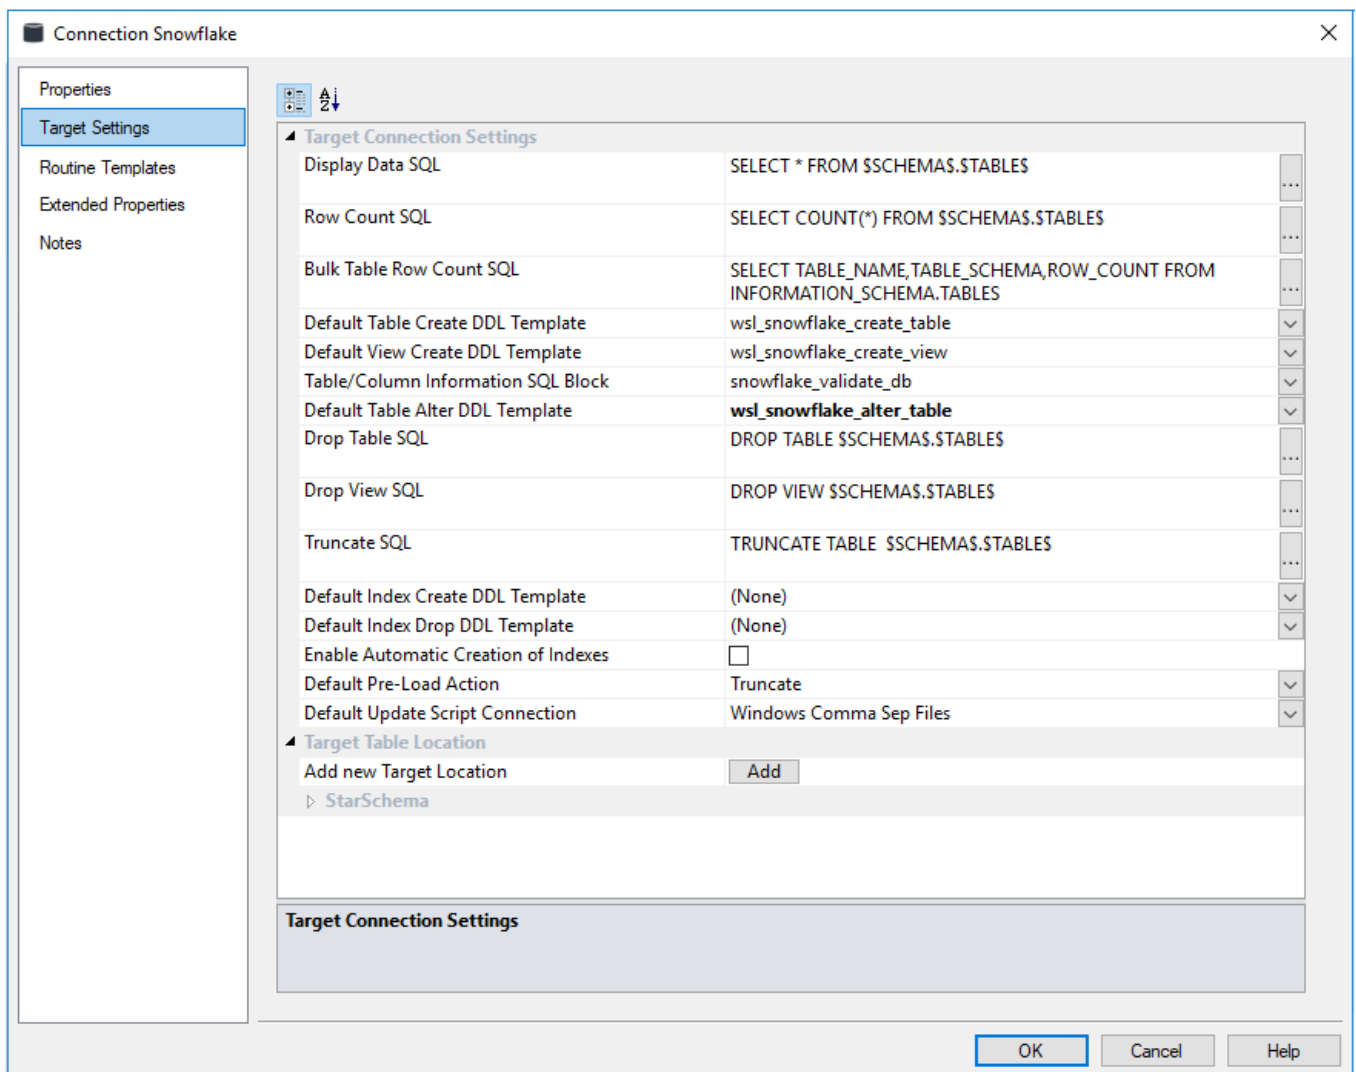 Connection Snowflake
Properties
Target Settings
Routine Templates
Extended Properties
Notes
Target Connection Settings
Display Data SQL SELECT * FROM $SCHEMA$.$TABLE$
...
Row Count SQL SELECT COUNT(*) FROM $SCHEMA$.$TABLE$
...
Bulk Table Row Count SQL SELECT TABLE_NAME,TABLE_SCHEMA,ROW_COUNT FROM
INFORMATION_SCHEMA.TABLES
...
Default Table Create DDL Template wsl_snowflake_create_table
Default View Create DDL Template wsl_snowflake_create_view
Table/Column Information SQL Block snowflake_validate_db
Default Table Alter DDL Template wsl_snowflake_alter_table
Drop Table SQL DROP TABLE $SCHEMA$.$TABLE$
...
Drop View SQL DROP VIEW $SCHEMA$.$TABLE$
...
Truncate SQL TRUNCATE TABLE  $SCHEMA$.$TABLE$
...
Default Index Create DDL Template (None)
Default Index Drop DDL Template (None)
Enable Automatic Creation of Indexes
Default Pre-Load Action Truncate
Default Update Script Connection Windows Comma Sep Files
Target Table Location
Add new Target Location Add
StarSchema
Target Connection Settings
OK Cancel Help